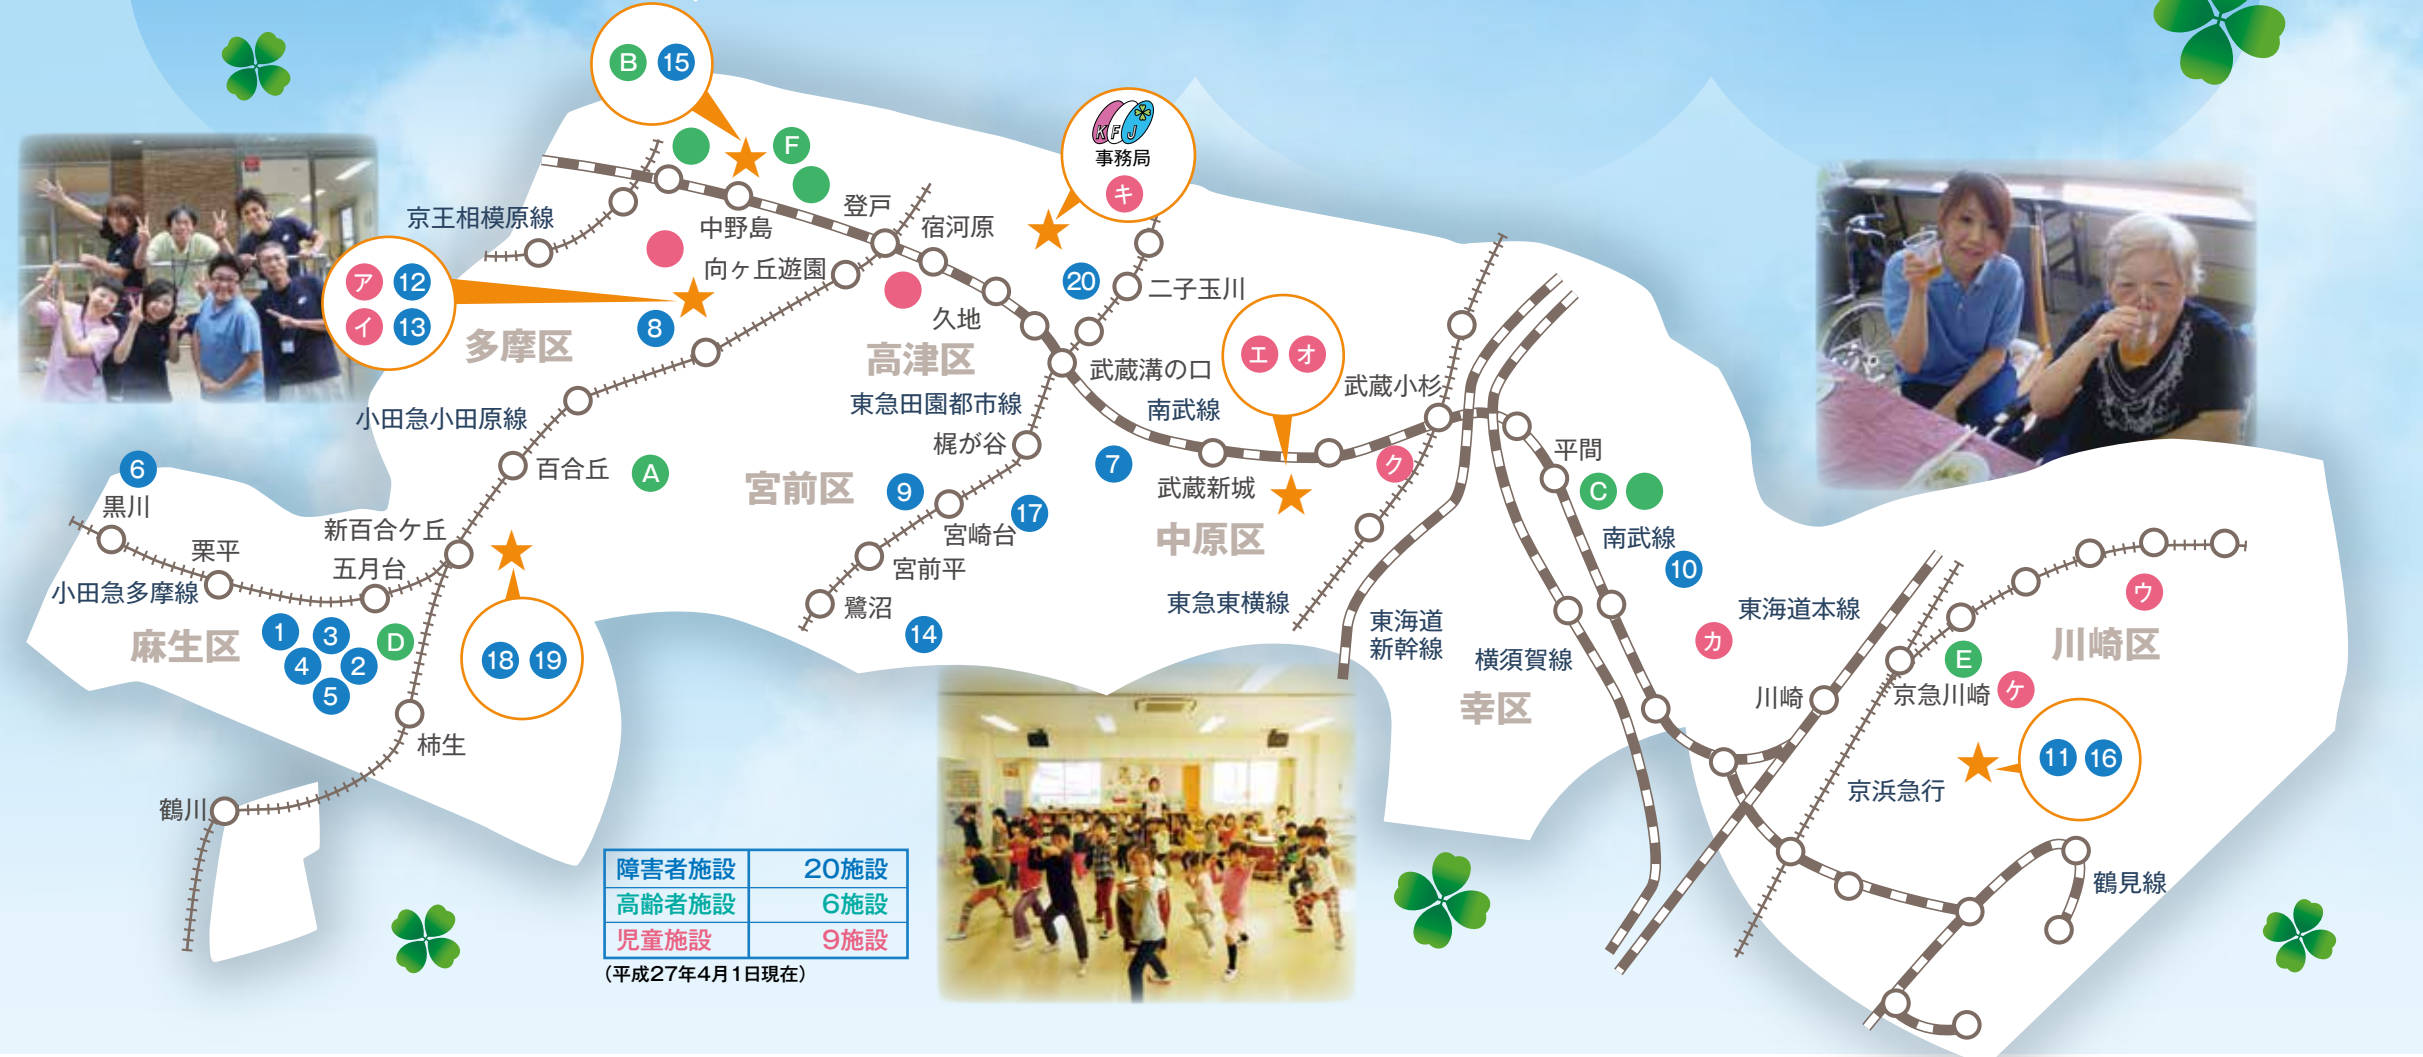 B 15
F
KFJ
事務局
キ
京王相模原線
中野島
登戸
宿河原
向ヶ丘遊園
ア 12
イ 13
8
多摩区
20
二子玉川
久地
高津区
武蔵溝の口
エ オ
武蔵小杉
小田急小田原線
東急田園都市線
南武線
梶が谷
百合丘
A
宮前区
9
7
ク
平間
C
6
黒川
17
宮崎台
武蔵新城
中原区
南武線
10
新百合ケ丘
栗平
五月台
宮前平
小田急多摩線
鷺沼
14
東急東横線
東海道
新幹線
横須賀線
東海道本線
カ
ウ
川崎区
麻生区
1
3
4
2
5
D
18 19
幸区
川崎
E
京急川崎
ケ
11 16
京浜急行
柿生
鶴川
鶴見線
障害者施設 20施設
高齢者施設 6施設
児童施設 9施設
(平成27年4月1日現在)